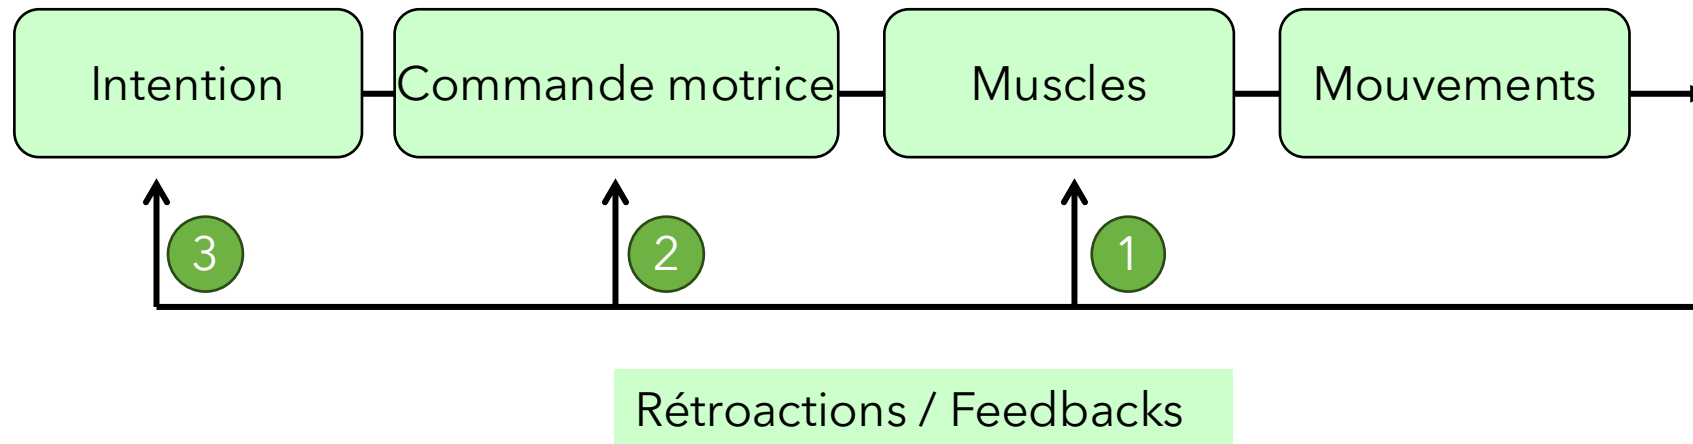 Intention
Commande motrice
Muscles
Mouvements
3
2
1
Rétroactions / Feedbacks